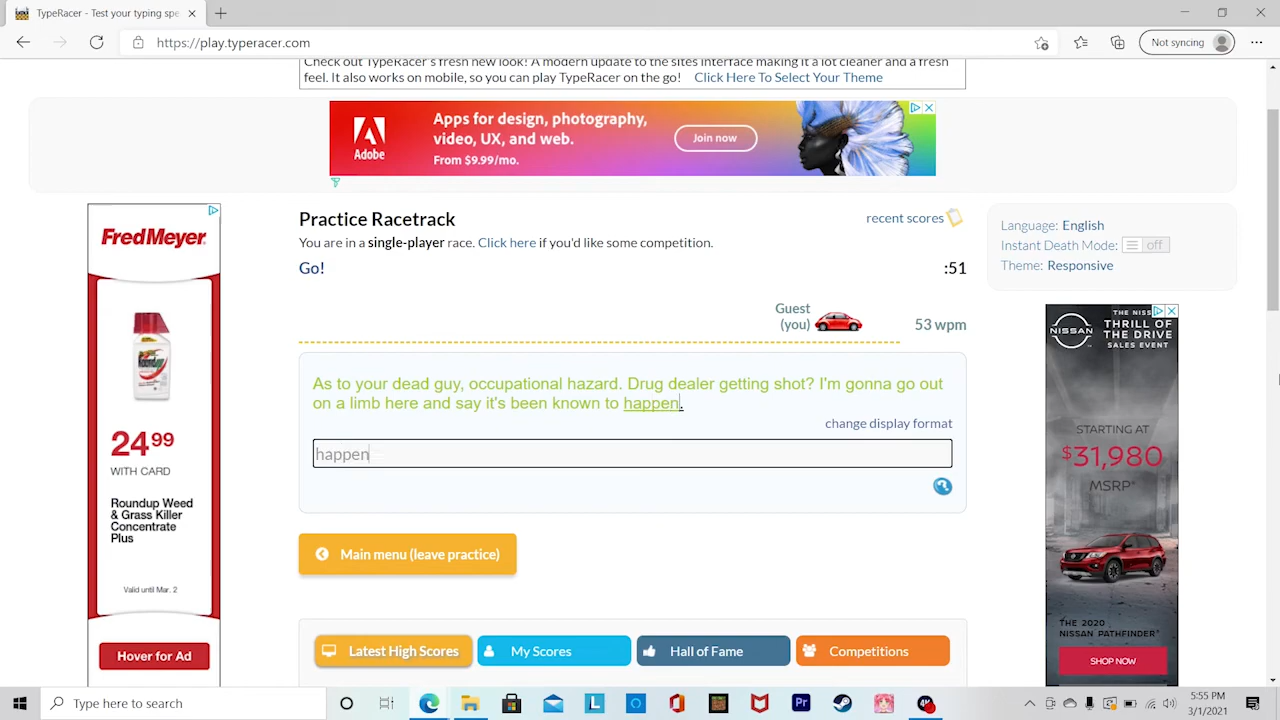 TypeRacer - Test your typing spe
https://play.typeracer.com
Not syncing
Check out TypeRacer's fresh new look! A modern update to the sites interface making it a lot cleaner and a fresh
feel. It also works on mobile, so you can play TypeRacer on the go! Click Here To Select Your Theme
Adobe
Apps for design, photography,
video, UX, and web.
From $9.99/mo.
Join now
Fred Meyer
24.99
WITH CARD
Roundup Weed
& Grass Killer
Concentrate
Plus
Valid until Mar. 2
Hover for Ad
Practice Racetrack
recent scores
You are in a single-player race. Click here if you'd like some competition.
Go!
:51
Guest
(you)
53 wpm
As to your dead guy, occupational hazard. Drug dealer getting shot? I'm gonna go out
on a limb here and say it's been known to happen.
change display format
happen
Main menu (leave practice)
Latest High Scores
My Scores
Hall of Fame
Competitions
Language: English
Instant Death Mode: off
Theme: Responsive
NISSAN
THE NISS
THRILL OF
THE DRIVE
SALES EVENT
STARTING AT
$31,980
MSRP*
THE 2020
NISSAN PATHFINDER®
SHOP NOW
Type here to search
5:55 PM
3/1/2021